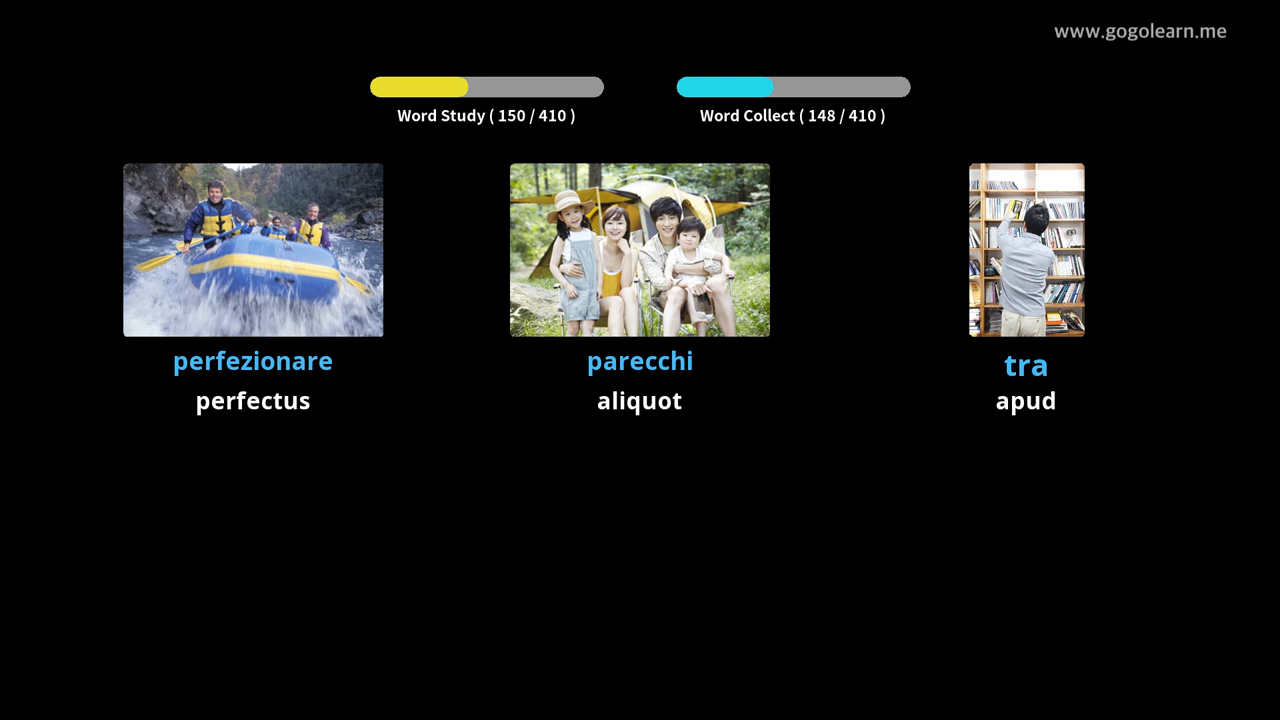 www.gogolearn.me
Word Study ( 150 / 410 )
Word Collect ( 148 / 410 )
perfezionare
perfectus
parecchi
aliquot
tra
apud